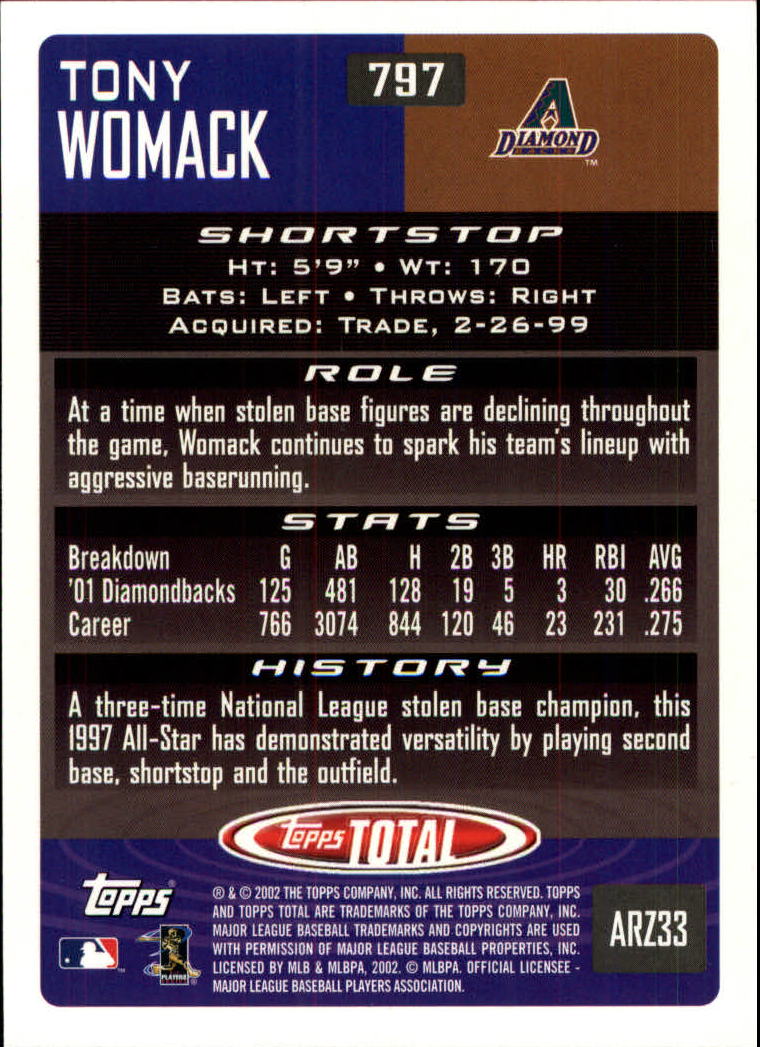 TONY
WOMACK
797
A
DIAMOND
BACKS
™
SHORTSTOP
HT: 5'9" • WT: 170
BATS: LEFT • THROWS: RIGHT
ACQUIRED: TRADE, 2-26-99
ROLE
At a time when stolen base figures are declining throughout
the game, Womack continues to spark his team's lineup with
aggressive baserunning.
STATS
Breakdown G AB H 2B 3B HR RBI AVG
'01 Diamondbacks 125 481 128 19 5 3 30 .266
Career 766 3074 844 120 46 23 231 .275
HISTORY
A three-time National League stolen base champion, this
1997 All-Star has demonstrated versatility by playing second
base, shortstop and the outfield.
Topps TOTAL
Topps®
® & © 2002 THE TOPPS COMPANY, INC. ALL RIGHTS RESERVED. TOPPS
AND TOPPS TOTAL ARE TRADEMARKS OF THE TOPPS COMPANY, INC.
MAJOR LEAGUE BASEBALL TRADEMARKS AND COPYRIGHTS ARE USED
WITH PERMISSION OF MAJOR LEAGUE BASEBALL PROPERTIES, INC.
LICENSED BY MLB & MLBPA, 2002. © MLBPA. OFFICIAL LICENSEE -
MAJOR LEAGUE BASEBALL PLAYERS ASSOCIATION.
PLAYERS
ARZ33